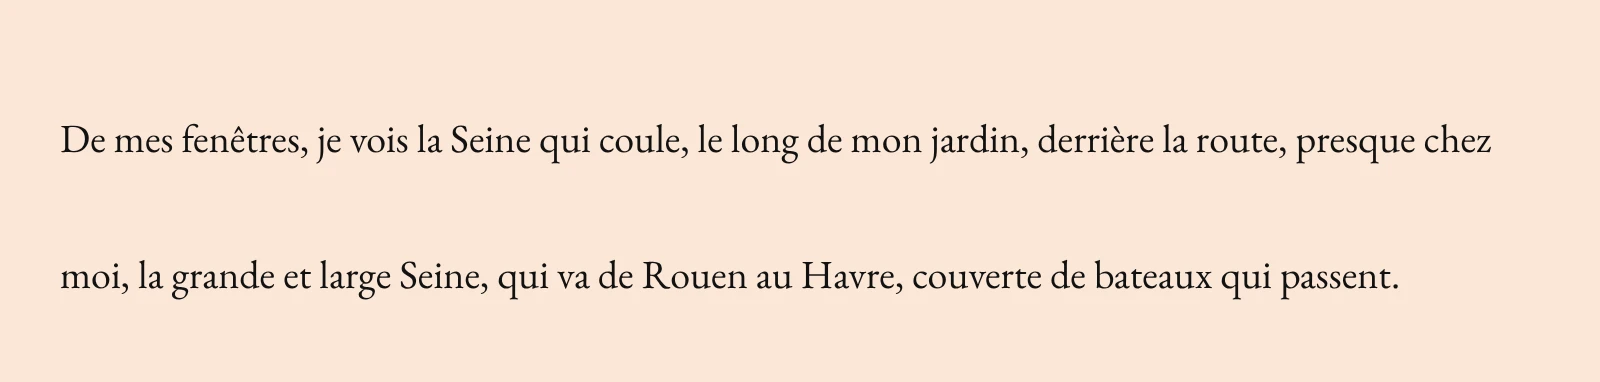 De mes fenêtres, je vois la Seine qui coule, le long de mon jardin, derrière la route, presque chez
moi, la grande et large Seine, qui va de Rouen au Havre, couverte de bateaux qui passent.